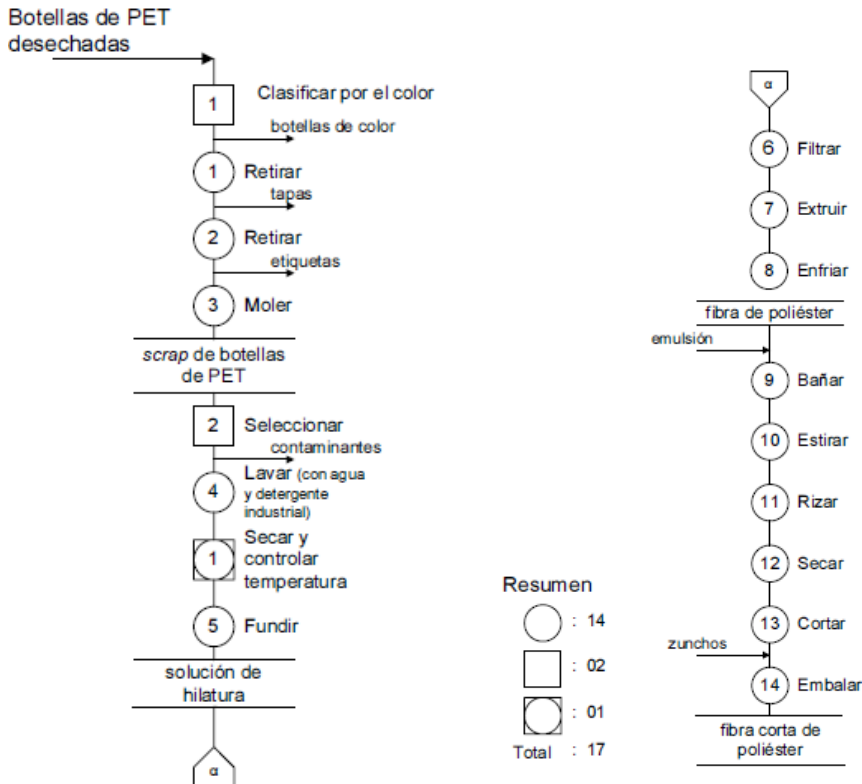 Botellas de PET
desechadas
1
Clasificar por el color
botellas de color
1
Retirar
tapas
2
Retirar
etiquetas
3
Moler
scrap de botellas
de PET
2
Seleccionar
contaminantes
4
Lavar (con agua
y detergente
industrial)
1
Secar y
controlar
temperatura
5
Fundir
solución de
hilatura
α
α
6
Filtrar
7
Extruir
8
Enfriar
fibra de poliéster
emulsión
9
Bañar
10
Estirar
11
Rizar
12
Secar
13
Cortar
zunchos
14
Embalar
fibra corta de
poliéster
Resumen
: 14
: 02
: 01
Total : 17